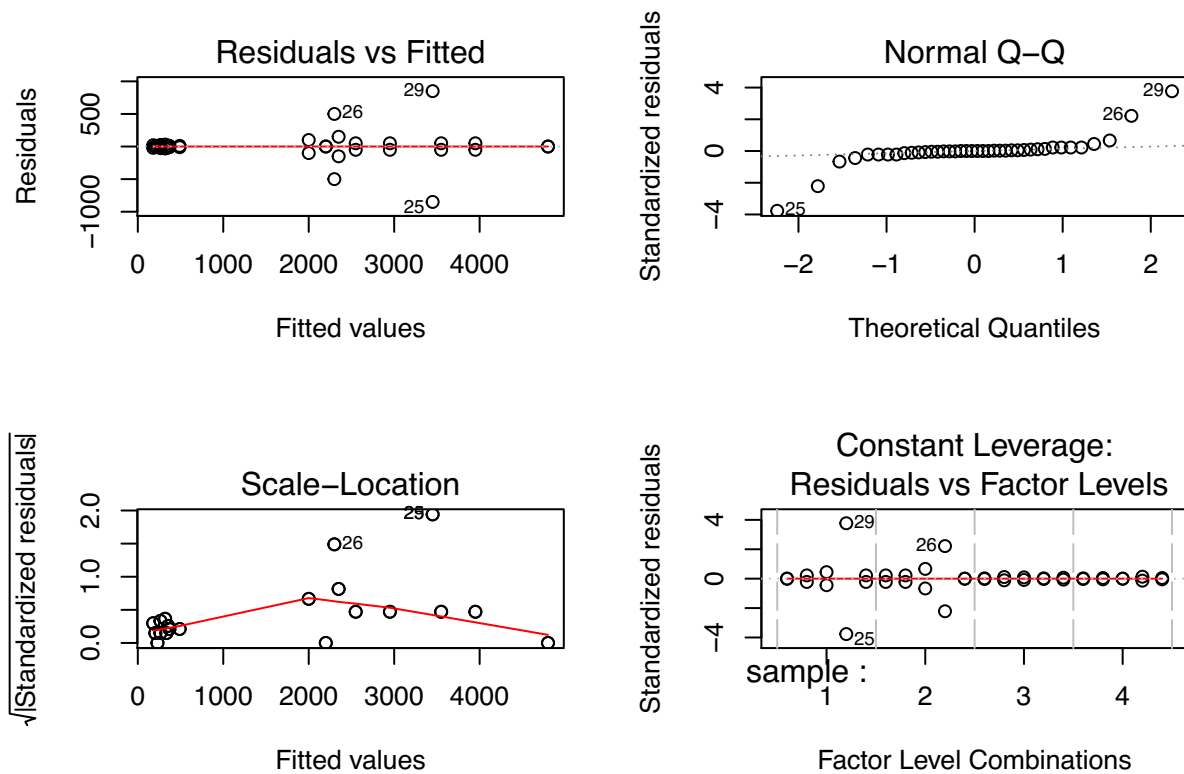 Residuals vs Fitted
Residuals
−1000
500
29
26
25
0
1000
2000
3000
4000
Fitted values
Normal Q−Q
Standardized residuals
−4
0
4
29
26
25
−2
−1
0
1
2
Theoretical Quantiles
Scale−Location
√|Standardized residuals|
0.0
1.0
2.0
26
0
1000
2000
3000
4000
Fitted values
Constant Leverage:
Residuals vs Factor Levels
Standardized residuals
−4
0
4
29
26
25
sample :
1
2
3
4
Factor Level Combinations